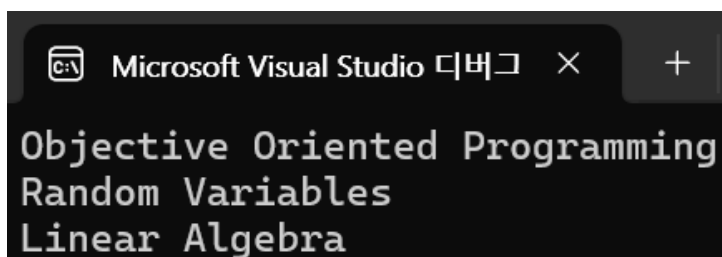 Microsoft Visual Studio 디버그
Objective Oriented Programming
Random Variables
Linear Algebra